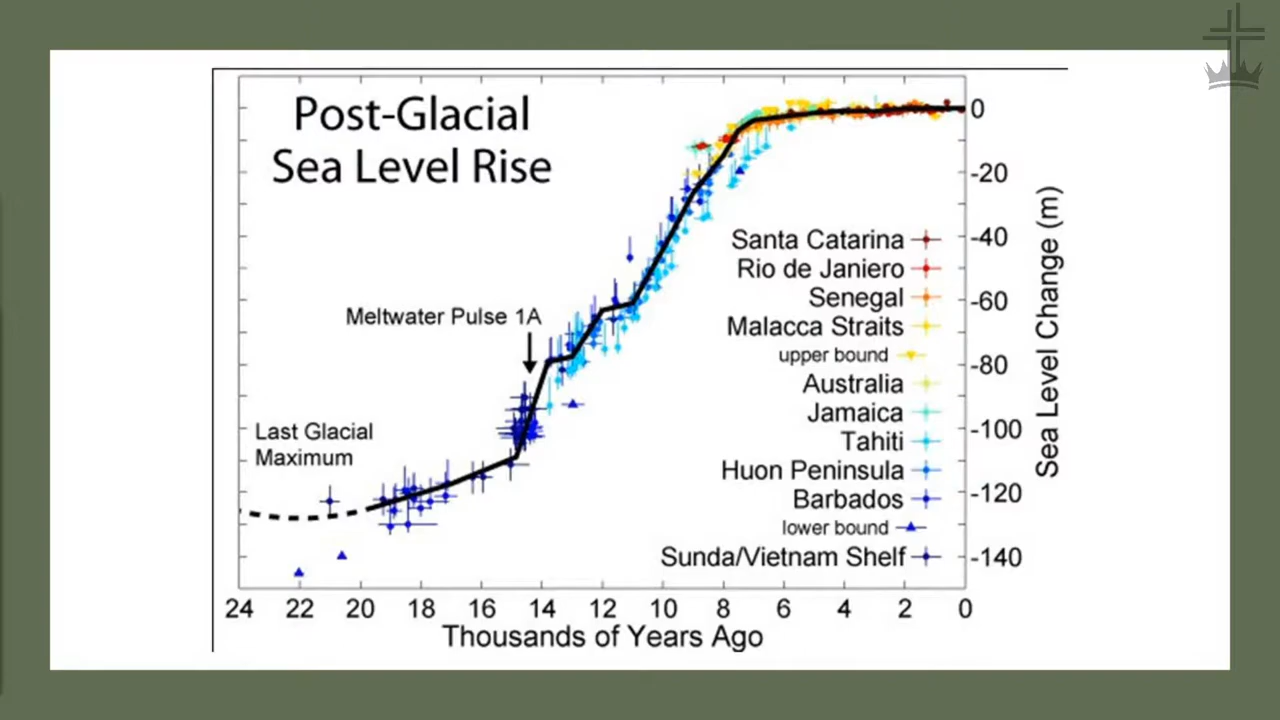 Post-Glacial
Sea Level Rise
Meltwater Pulse 1A
Last Glacial
Maximum
Santa Catarina
Rio de Janiero
Senegal
Malacca Straits
upper bound
Australia
Jamaica
Tahiti
Huon Peninsula
Barbados
lower bound
Sunda/Vietnam Shelf
0
-20
-40
-60
-80
-100
-120
-140
Sea Level Change (m)
24 22 20 18 16 14 12 10 8 6 4 2 0
Thousands of Years Ago